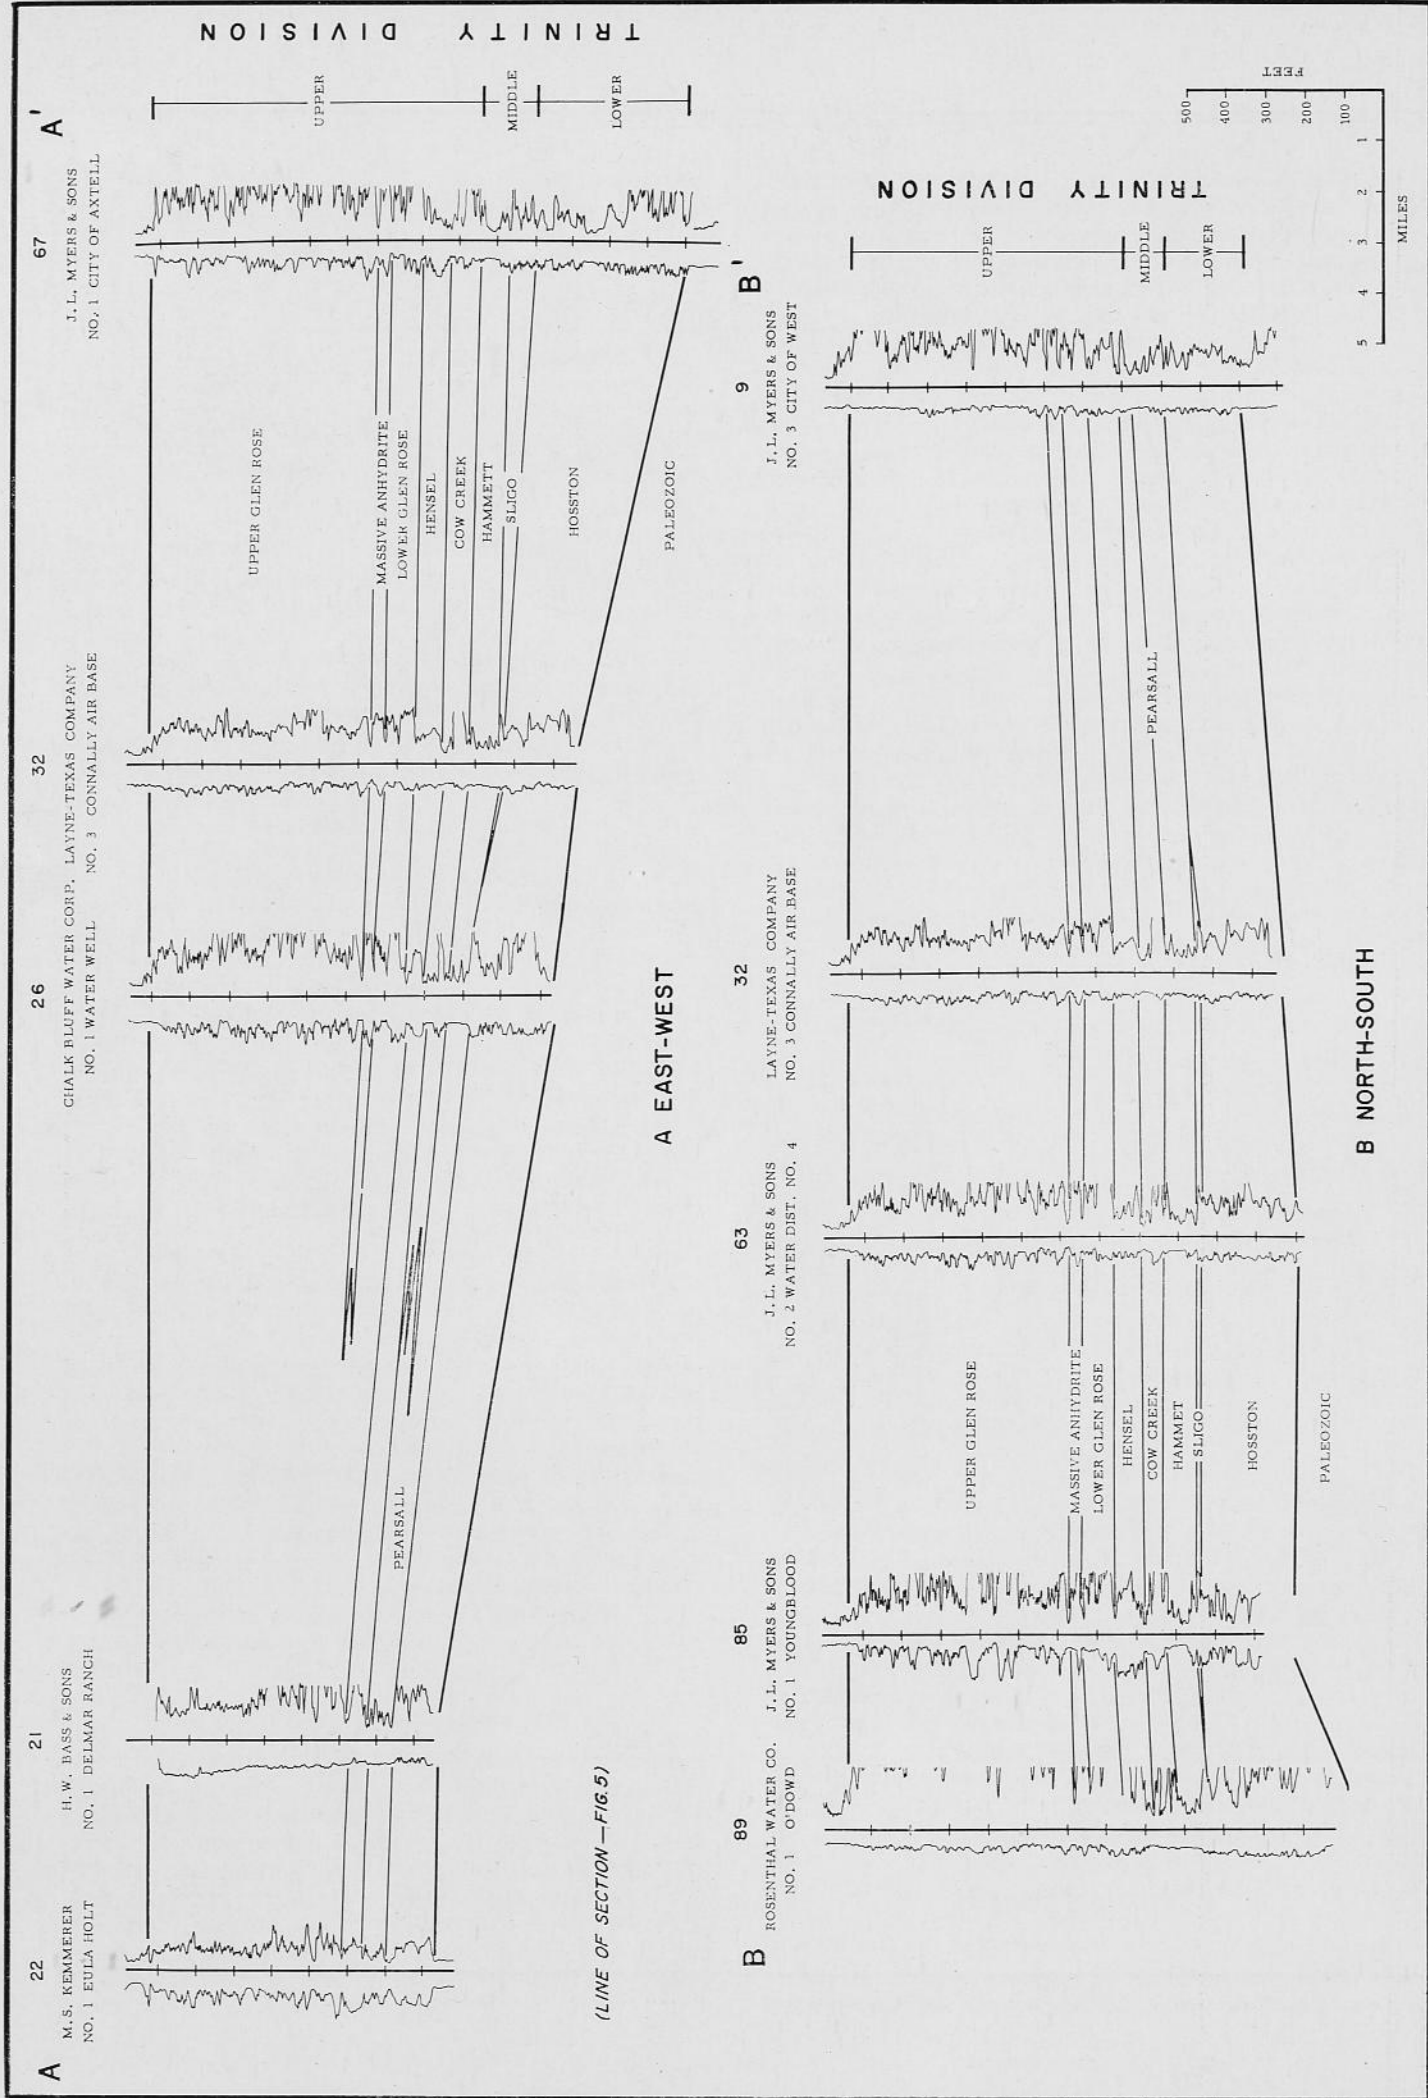 A
22
M.S. KEMMERER
NO. 1 EULA HOLT
21
H.W. BASS & SONS
NO. 1 DELMAR RANCH
26
CHALK BLUFF WATER CORP.
NO. 1 WATER WELL
32
LAYNE-TEXAS COMPANY
NO. 3 CONNALLY AIR BASE
67
J.L. MYERS & SONS
NO. 1 CITY OF AXTELL
A'
UPPER GLEN ROSE
MASSIVE ANHYDRITE
LOWER GLEN ROSE
HENSEL
PEARSALL
COW CREEK
HAMMETT
SLIGO
HOSSTON
PALEOZOIC
UPPER
MIDDLE
LOWER
TRINITY DIVISION
(LINE OF SECTION—FIG.5)
A EAST-WEST
B
89
ROSENTHAL WATER CO.
NO. 1 O'DOWD
85
J.L. MYERS & SONS
NO. 1 YOUNGBLOOD
63
J.L. MYERS & SONS
NO. 2 WATER DIST. NO. 4
32
LAYNE-TEXAS COMPANY
NO. 3 CONNALLY AIR BASE
9
J.L. MYERS & SONS
NO. 3 CITY OF WEST
B'
UPPER GLEN ROSE
MASSIVE ANHYDRITE
LOWER GLEN ROSE
HENSEL
PEARSALL
COW CREEK
HAMMET
SLIGO
HOSSTON
PALEOZOIC
UPPER
MIDDLE
LOWER
TRINITY DIVISION
B NORTH-SOUTH
500
400
300
200
100
FEET
5 4 3 2 1
MILES